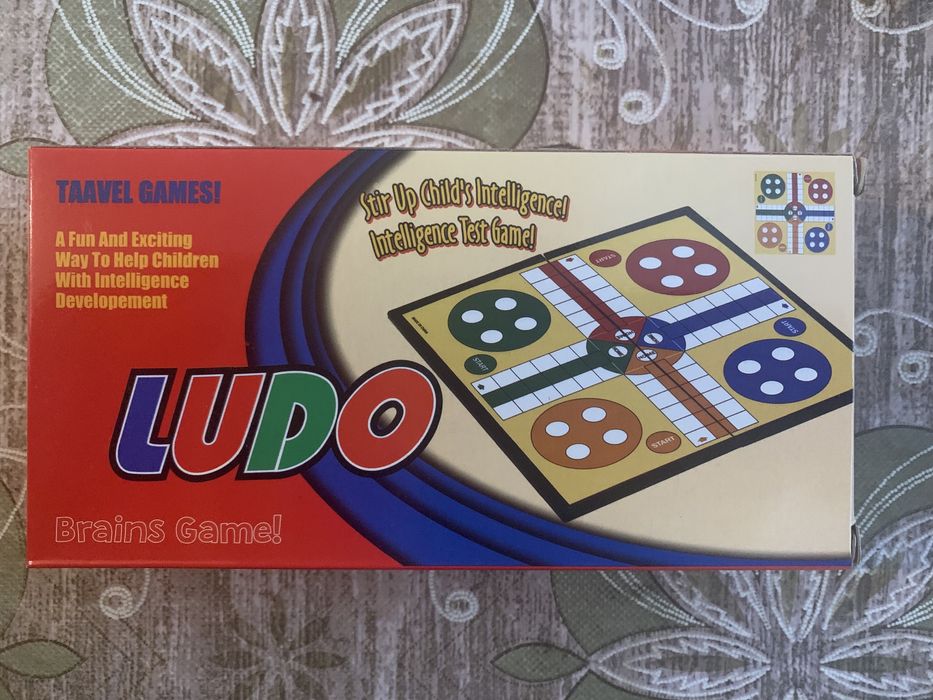 TAAVEL GAMES!
A Fun And Exciting
Way To Help Children
With Intelligence
Developement
Stir Up Child's Intelligence!
Intelligence Test Game!
START
START
START
START
LUDO
Brains Game!